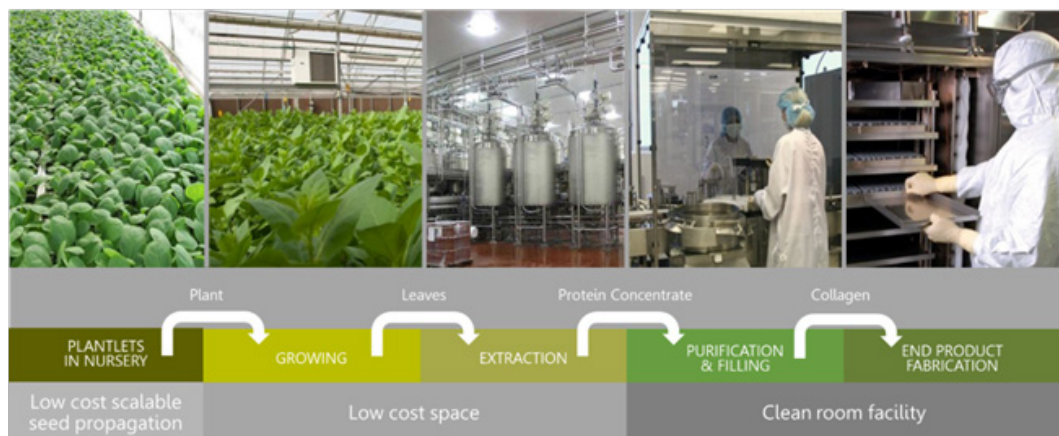 Plant
Leaves
Protein Concentrate
Collagen
PLANTLETS
IN NURSERY
GROWING
EXTRACTION
PURIFICATION
& FILLING
END PRODUCT
FABRICATION
Low cost scalable
seed propagation
Low cost space
Clean room facility